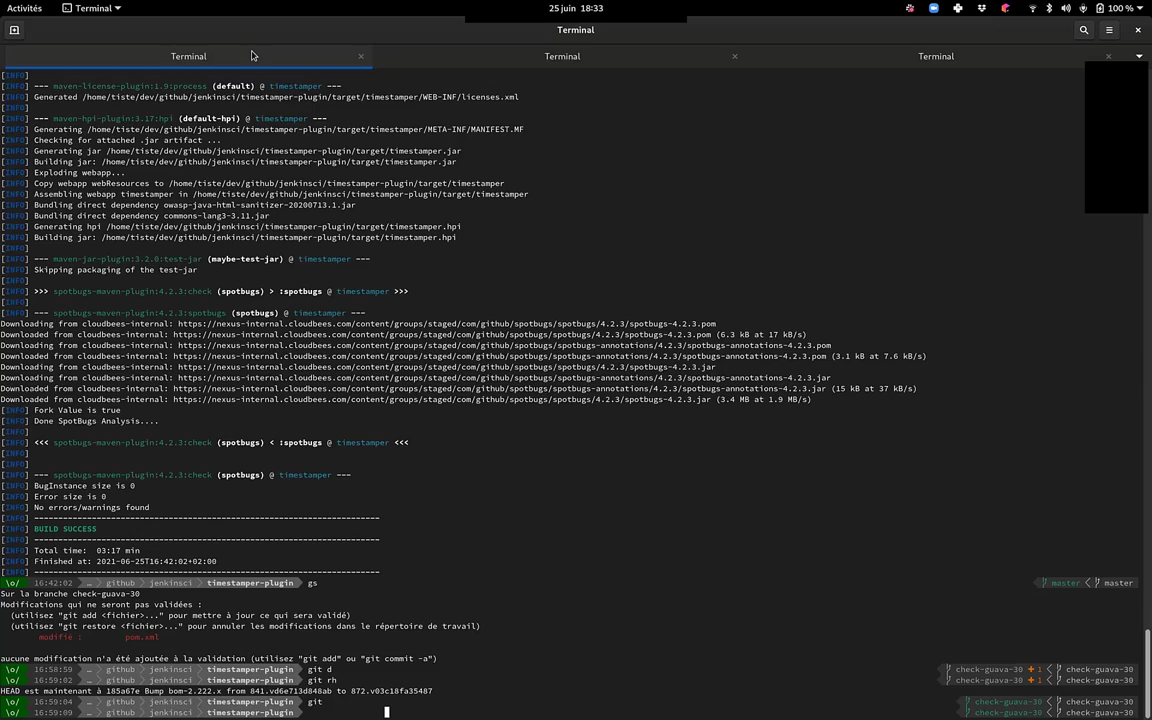 Activités Terminal 25 juin 18:33 100 %
Terminal
Terminal Terminal Terminal
[INFO]
[INFO] --- maven-license-plugin:1.9:process (default) @ timestamper ---
[INFO] Generated /home/tiste/dev/github/jenkinsci/timestamper-plugin/target/timestamper/WEB-INF/licenses.xml
[INFO]
[INFO] --- maven-hpi-plugin:3.17:hpi (default-hpi) @ timestamper ---
[INFO] Generating /home/tiste/dev/github/jenkinsci/timestamper-plugin/target/timestamper/META-INF/MANIFEST.MF
[INFO] Checking for attached .jar artifact ...
[INFO] Generating jar /home/tiste/dev/github/jenkinsci/timestamper-plugin/target/timestamper.jar
[INFO] Building jar: /home/tiste/dev/github/jenkinsci/timestamper-plugin/target/timestamper.jar
[INFO] Exploding webapp...
[INFO] Copy webapp webResources to /home/tiste/dev/github/jenkinsci/timestamper-plugin/target/timestamper
[INFO] Assembling webapp timestamper in /home/tiste/dev/github/jenkinsci/timestamper-plugin/target/timestamper
[INFO] Bundling direct dependency owasp-java-html-sanitizer-20200713.1.jar
[INFO] Bundling direct dependency commons-lang3-3.11.jar
[INFO] Generating hpi /home/tiste/dev/github/jenkinsci/timestamper-plugin/target/timestamper.hpi
[INFO] Building jar: /home/tiste/dev/github/jenkinsci/timestamper-plugin/target/timestamper.hpi
[INFO]
[INFO] --- maven-jar-plugin:3.2.0:test-jar (maybe-test-jar) @ timestamper ---
[INFO] Skipping packaging of the test-jar
[INFO]
[INFO] >>> spotbugs-maven-plugin:4.2.3:check (spotbugs) > :spotbugs @ timestamper >>>
[INFO]
[INFO] --- spotbugs-maven-plugin:4.2.3:spotbugs (spotbugs) @ timestamper ---
Downloading from cloudbees-internal: https://nexus-internal.cloudbees.com/content/groups/staged/com/github/spotbugs/spotbugs/4.2.3/spotbugs-4.2.3.pom
Downloaded from cloudbees-internal: https://nexus-internal.cloudbees.com/content/groups/staged/com/github/spotbugs/spotbugs/4.2.3/spotbugs-4.2.3.pom (6.3 kB at 17 kB/s)
Downloading from cloudbees-internal: https://nexus-internal.cloudbees.com/content/groups/staged/com/github/spotbugs/spotbugs-annotations/4.2.3/spotbugs-annotations-4.2.3.pom
Downloaded from cloudbees-internal: https://nexus-internal.cloudbees.com/content/groups/staged/com/github/spotbugs/spotbugs-annotations/4.2.3/spotbugs-annotations-4.2.3.pom (3.1 kB at 7.6 kB/s)
Downloading from cloudbees-internal: https://nexus-internal.cloudbees.com/content/groups/staged/com/github/spotbugs/spotbugs/4.2.3/spotbugs-4.2.3.jar
Downloading from cloudbees-internal: https://nexus-internal.cloudbees.com/content/groups/staged/com/github/spotbugs/spotbugs-annotations/4.2.3/spotbugs-annotations-4.2.3.jar
Downloaded from cloudbees-internal: https://nexus-internal.cloudbees.com/content/groups/staged/com/github/spotbugs/spotbugs-annotations/4.2.3/spotbugs-annotations-4.2.3.jar (15 kB at 37 kB/s)
Downloaded from cloudbees-internal: https://nexus-internal.cloudbees.com/content/groups/staged/com/github/spotbugs/spotbugs/4.2.3/spotbugs-4.2.3.jar (3.4 MB at 1.9 MB/s)
[INFO] Fork Value is true
[INFO] Done SpotBugs Analysis....
[INFO]
[INFO] <<< spotbugs-maven-plugin:4.2.3:check (spotbugs) < :spotbugs @ timestamper <<<
[INFO]
[INFO]
[INFO] --- spotbugs-maven-plugin:4.2.3:check (spotbugs) @ timestamper ---
[INFO] BugInstance size is 0
[INFO] Error size is 0
[INFO] No errors/warnings found
[INFO] ------------------------------------------------------------------------
[INFO] BUILD SUCCESS
[INFO] ------------------------------------------------------------------------
[INFO] Total time:  03:17 min
[INFO] Finished at: 2021-06-25T16:42:02+02:00
[INFO] ------------------------------------------------------------------------
\o/ 16:42:02 … github jenkinsci timestamper-plugin gs master master
Sur la branche check-guava-30
Modifications qui ne seront pas validées :
(utilisez "git add <fichier>..." pour mettre à jour ce qui sera validé)
(utilisez "git restore <fichier>..." pour annuler les modifications dans le répertoire de travail)
modifié : pom.xml
aucune modification n'a été ajoutée à la validation (utilisez "git add" ou "git commit -a")
\o/ 16:58:59 … github jenkinsci timestamper-plugin git d check-guava-30 +1 check-guava-30
\o/ 16:59:02 … github jenkinsci timestamper-plugin git rh check-guava-30 +1 check-guava-30
HEAD est maintenant à 185a67e Bump bom-2.222.x from 841.vd6e713d848ab to 872.v03c18fa35487
\o/ 16:59:04 … github jenkinsci timestamper-plugin git check-guava-30 check-guava-30
\o/ 16:59:09 … github jenkinsci timestamper-plugin check-guava-30 check-guava-30